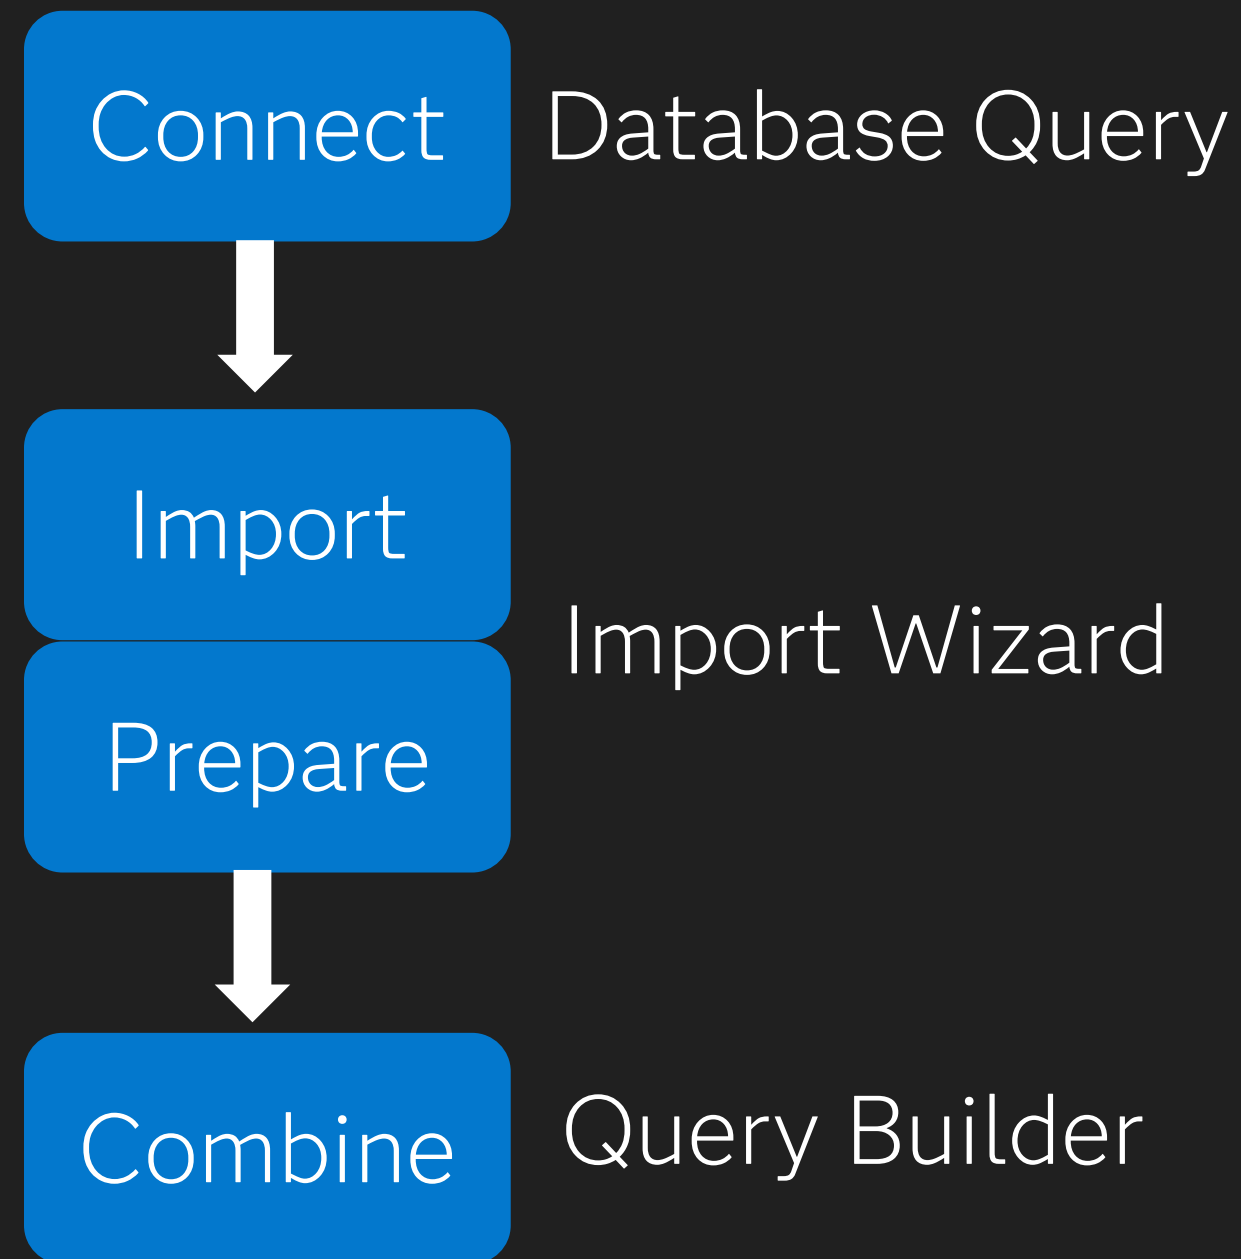 Connect
Database Query
Import
Import Wizard
Prepare
Combine
Query Builder